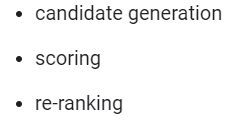 • candidate generation
• scoring
• re-ranking